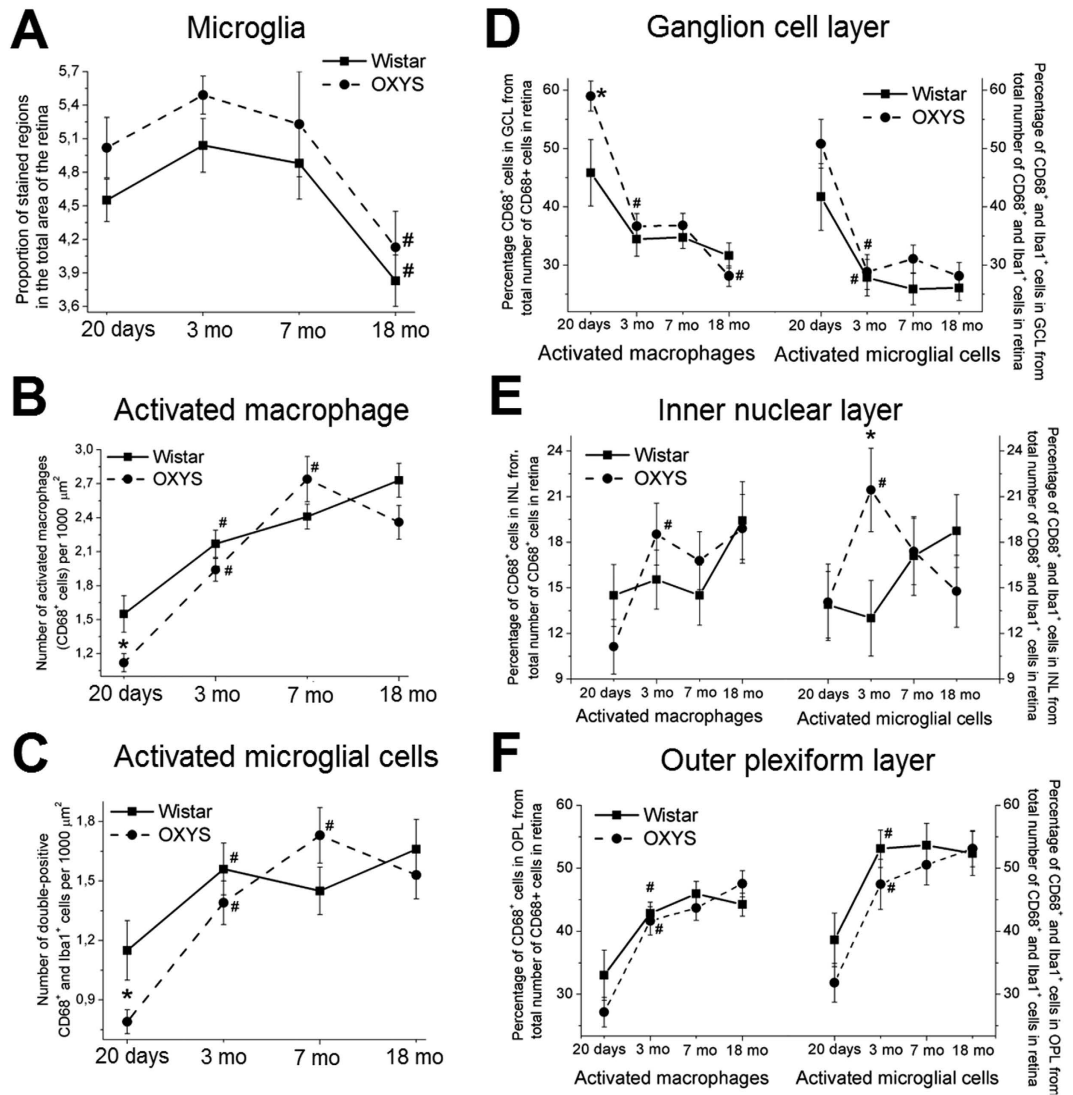 A
Microglia
Wistar
OXYS
Proportion of stained regions
in the total area of the retina
5,7
5,4
5,1
4,8
4,5
4,2
3,9
3,6
#
#
20 days
3 mo
7 mo
18 mo
B
Activated macrophage
Wistar
OXYS
Number of activated macrophages
(CD68⁺ cells) per 1000 μm²
3,0
2,7
2,4
2,1
1,8
1,5
1,2
*
#
#
#
20 days
3 mo
7 mo
18 mo
C
Activated microglial cells
Wistar
OXYS
Number of double-positive
CD68⁺ and Iba1⁺ cells per 1000 μm²
1.8
1.5
1.2
0,9
*
#
#
#
20 days
3 mo
7 mo
18 mo
D
Ganglion cell layer
Wistar
OXYS
Percentage CD68⁺ cells in GCL from
total number of CD68+ cells in retina
60
50
40
30
*
#
#
#
#
60
50
40
30
Percentage of CD68⁺ and Iba1⁺ cells in GCL from
total number of CD68⁺ and Iba1⁺ cells in retina
20 days
3 mo
7 mo
18 mo
20 days
3 mo
7 mo
18 mo
Activated macrophages
Activated microglial cells
E
Inner nuclear layer
Wistar
OXYS
Percentage of CD68⁺ cells in INL from
total number of CD68⁺ cells in retina
24
21
18
15
12
9
#
*
#
24
21
18
15
12
9
Percentage of CD68⁺ and Iba1⁺ cells in INL from
total number of CD68⁺ and Iba1⁺ cells in retina
20 days
3 mo
7 mo
18 mo
20 days
3 mo
7 mo
18 mo
Activated macrophages
Activated microglial cells
F
Outer plexiform layer
Wistar
OXYS
Percentage of CD68⁺ cells in OPL from
total number of CD68+ cells in retina
60
50
40
30
#
#
#
#
60
50
40
30
Percentage of CD68⁺ and Iba1⁺ cells in OPL from
total number of CD68⁺ and Iba1⁺ cells in retina
20 days
3 mo
7 mo
18 mo
20 days
3 mo
7 mo
18 mo
Activated macrophages
Activated microglial cells